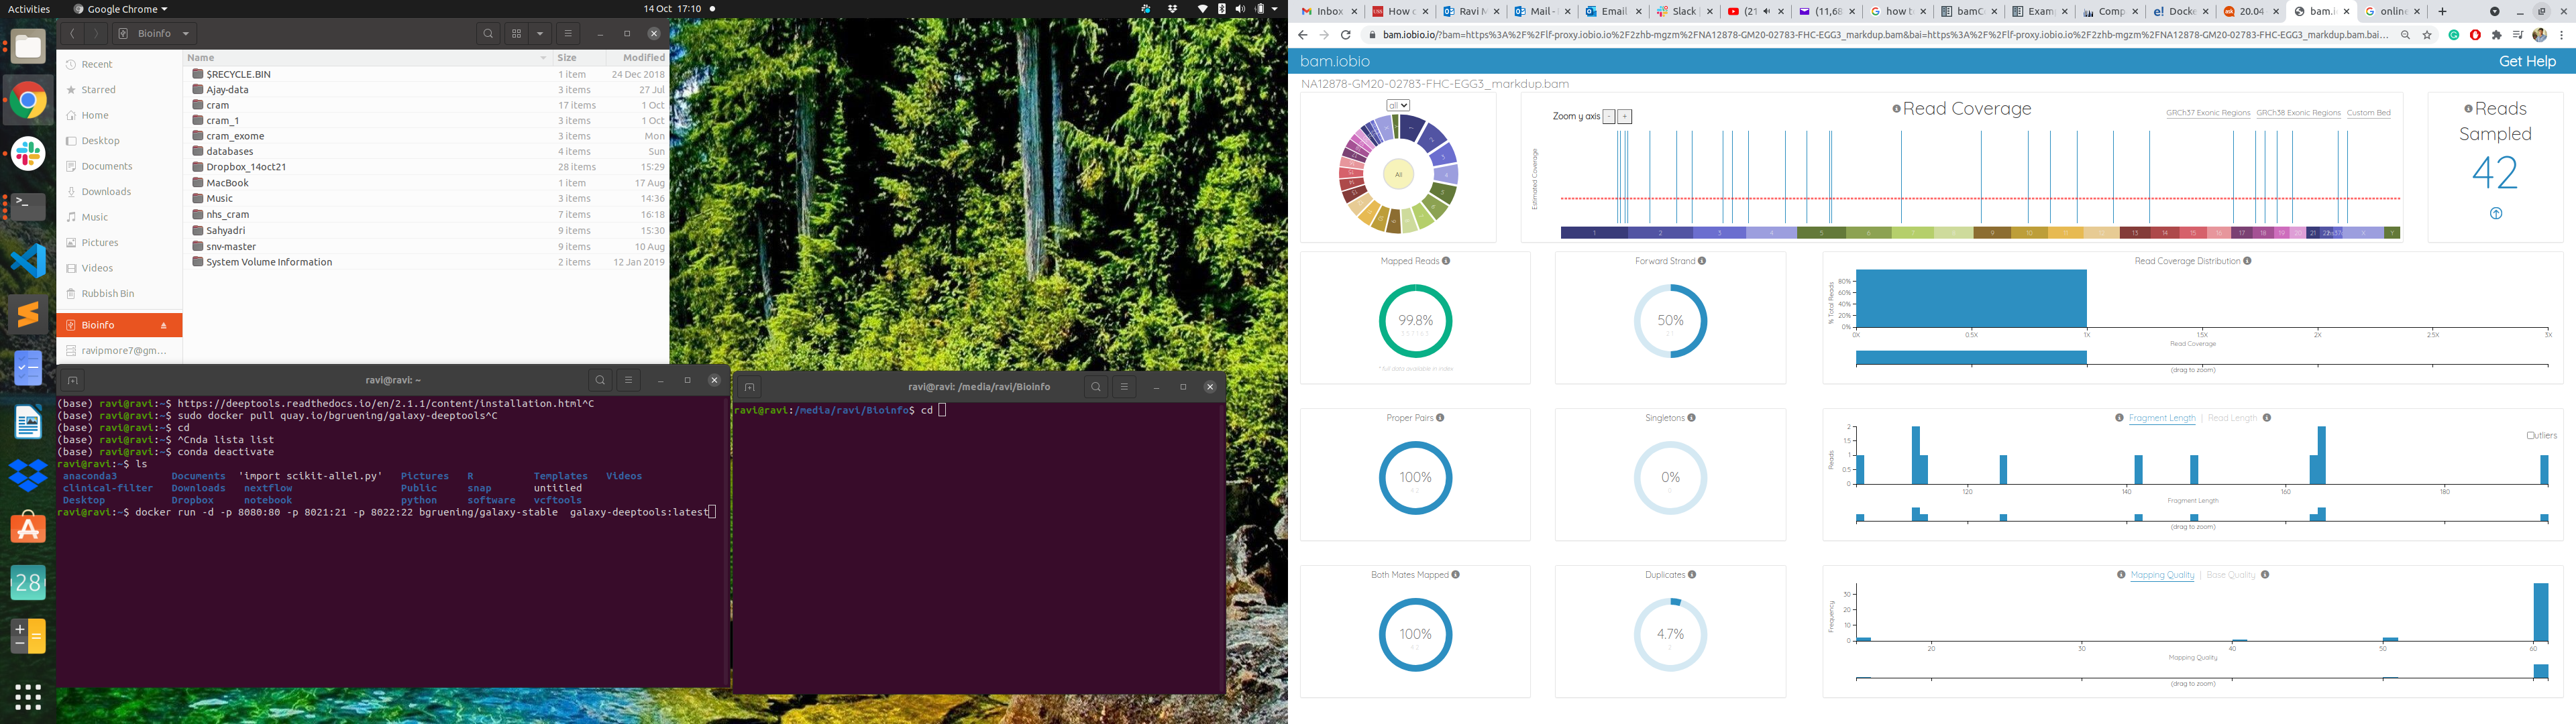 Activities
Google Chrome
14 Oct 17:10
Bioinfo
Name Size Modified
Recent
Starred
Home
Desktop
Documents
Downloads
Music
Pictures
Videos
Rubbish Bin
Bioinfo
ravipmore7@gm...
$RECYCLE.BIN 1 item 24 Dec 2018
Ajay-data 3 items 27 Jul
cram 17 items 1 Oct
cram_1 3 items 1 Oct
cram_exome 3 items Mon
databases 4 items Sun
Dropbox_14oct21 28 items 15:29
MacBook 1 item 17 Aug
Music 3 items 14:36
nhs_cram 7 items 16:18
Sahyadri 9 items 15:30
snv-master 9 items 10 Aug
System Volume Information 2 items 12 Jan 2019
ravi@ravi: ~
(base) ravi@ravi:~$ https://deeptools.readthedocs.io/en/2.1.1/content/installation.html^C
(base) ravi@ravi:~$ sudo docker pull quay.io/bgruening/galaxy-deeptools^C
(base) ravi@ravi:~$ cd
(base) ravi@ravi:~$ ^Cnda lista list
(base) ravi@ravi:~$ conda deactivate
ravi@ravi:~$ ls
anaconda3 Documents 'import scikit-allel.py' Pictures R Templates Videos
clinical-filter Downloads nextflow Public snap untitled
Desktop Dropbox notebook python software vcftools
ravi@ravi:~$ docker run -d -p 8080:80 -p 8021:21 -p 8022:22 bgruening/galaxy-stable galaxy-deeptools:latest
ravi@ravi: /media/ravi/Bioinfo
ravi@ravi:/media/ravi/Bioinfo$ cd
28
Inbox
How c
Ravi M
Mail -
Email
Slack
(21
(11,68
how to
bamCo
Examp
Comp
Docke
20.04
bam.i
online
bam.iobio.io/?bam=https%3A%2F%2Flf-proxy.iobio.io%2F2zhb-mgzm%2FNA12878-GM20-02783-FHC-EGG3_markdup.bam&bai=https%3A%2F%2Flf-proxy.iobio.io%2F2zhb-mgzm%2FNA12878-GM20-02783-FHC-EGG3_markdup.bam.bai...
bam.iobio
Get Help
NA12878-GM20-02783-FHC-EGG3_markdup.bam
all
All
Zoom y axis - +
Read Coverage
GRCh37 Exonic Regions GRCh38 Exonic Regions Custom Bed
Estimated Coverage
1 2 3 4 5 6 7 8 9 10 11 12 13 14 15 16 17 18 19 20 21 X Y
Reads
Sampled
42
Mapped Reads
99.8%
* full data available in index
Forward Strand
50%
21
Read Coverage Distribution
% Total Reads
80%
60%
40%
20%
0%
0X 0.5X 1X 1.5X 2X 2.5X 3X
Read Coverage
(drag to zoom)
Proper Pairs
100%
42
Singletons
0%
0
Fragment Length | Read Length
Outliers
Reads
2
1.5
1
0.5
0
120 140 160 180
Fragment Length
(drag to zoom)
Both Mates Mapped
100%
42
Duplicates
4.7%
2
Mapping Quality | Base Quality
Frequency
30
20
10
0
20 30 40 50 60
Mapping Quality
(drag to zoom)